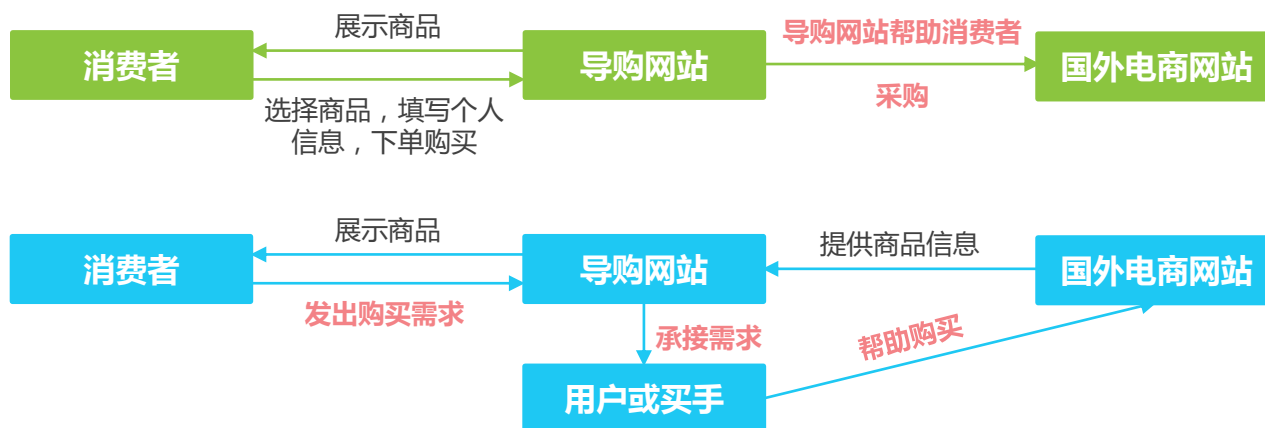 展示商品
导购网站帮助消费者
消费者
导购网站
国外电商网站
采购
选择商品，填写个人
信息，下单购买
展示商品
提供商品信息
消费者
导购网站
国外电商网站
发出购买需求
承接需求
帮助购买
用户或买手